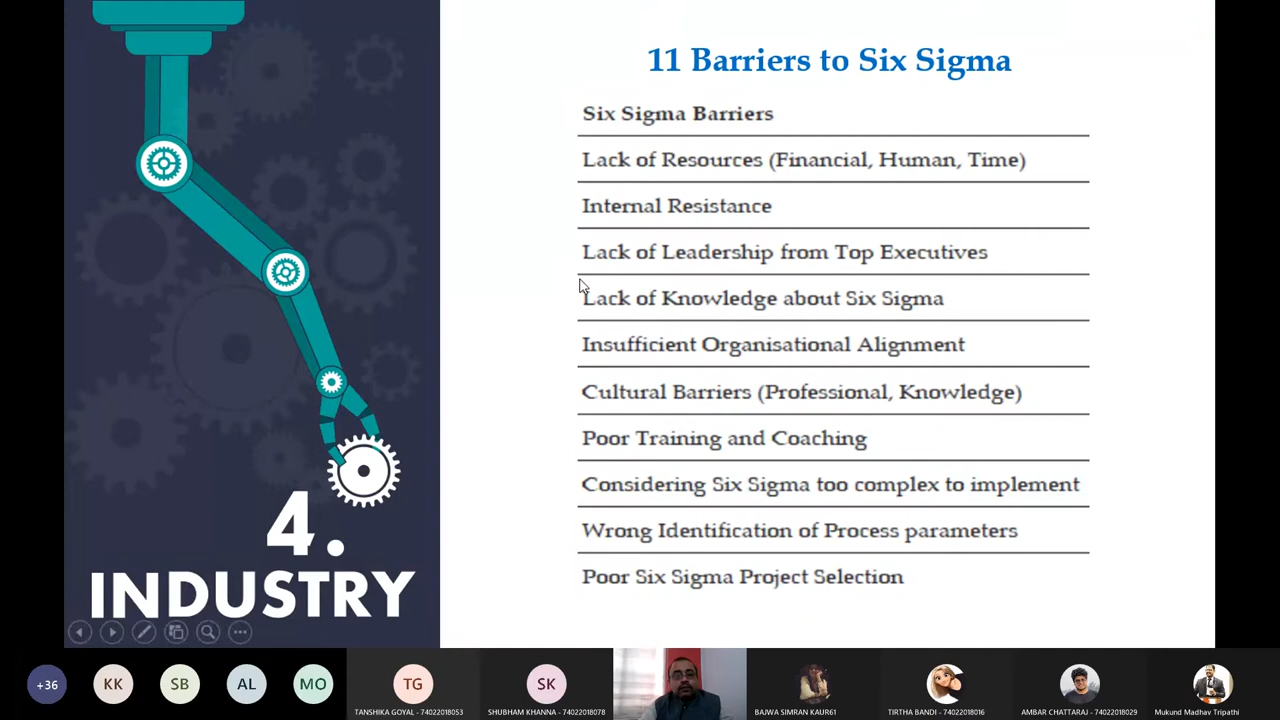 11 Barriers to Six Sigma
Six Sigma Barriers
Lack of Resources (Financial, Human, Time)
Internal Resistance
Lack of Leadership from Top Executives
Lack of Knowledge about Six Sigma
Insufficient Organisational Alignment
Cultural Barriers (Professional, Knowledge)
Poor Training and Coaching
Considering Six Sigma too complex to implement
Wrong Identification of Process parameters
Poor Six Sigma Project Selection
4.
INDUSTRY
+36
KK
SB
AL
MO
TG
TANSHIKA GOYAL - 74022018053
SK
SHUBHAM KHANNA - 74022018078
BAJWA SIMRAN KAUR61
TIRTHA BANDI - 74022018016
AMBAR CHATTARAJ - 74022018029
Mukund Madhav Tripathi